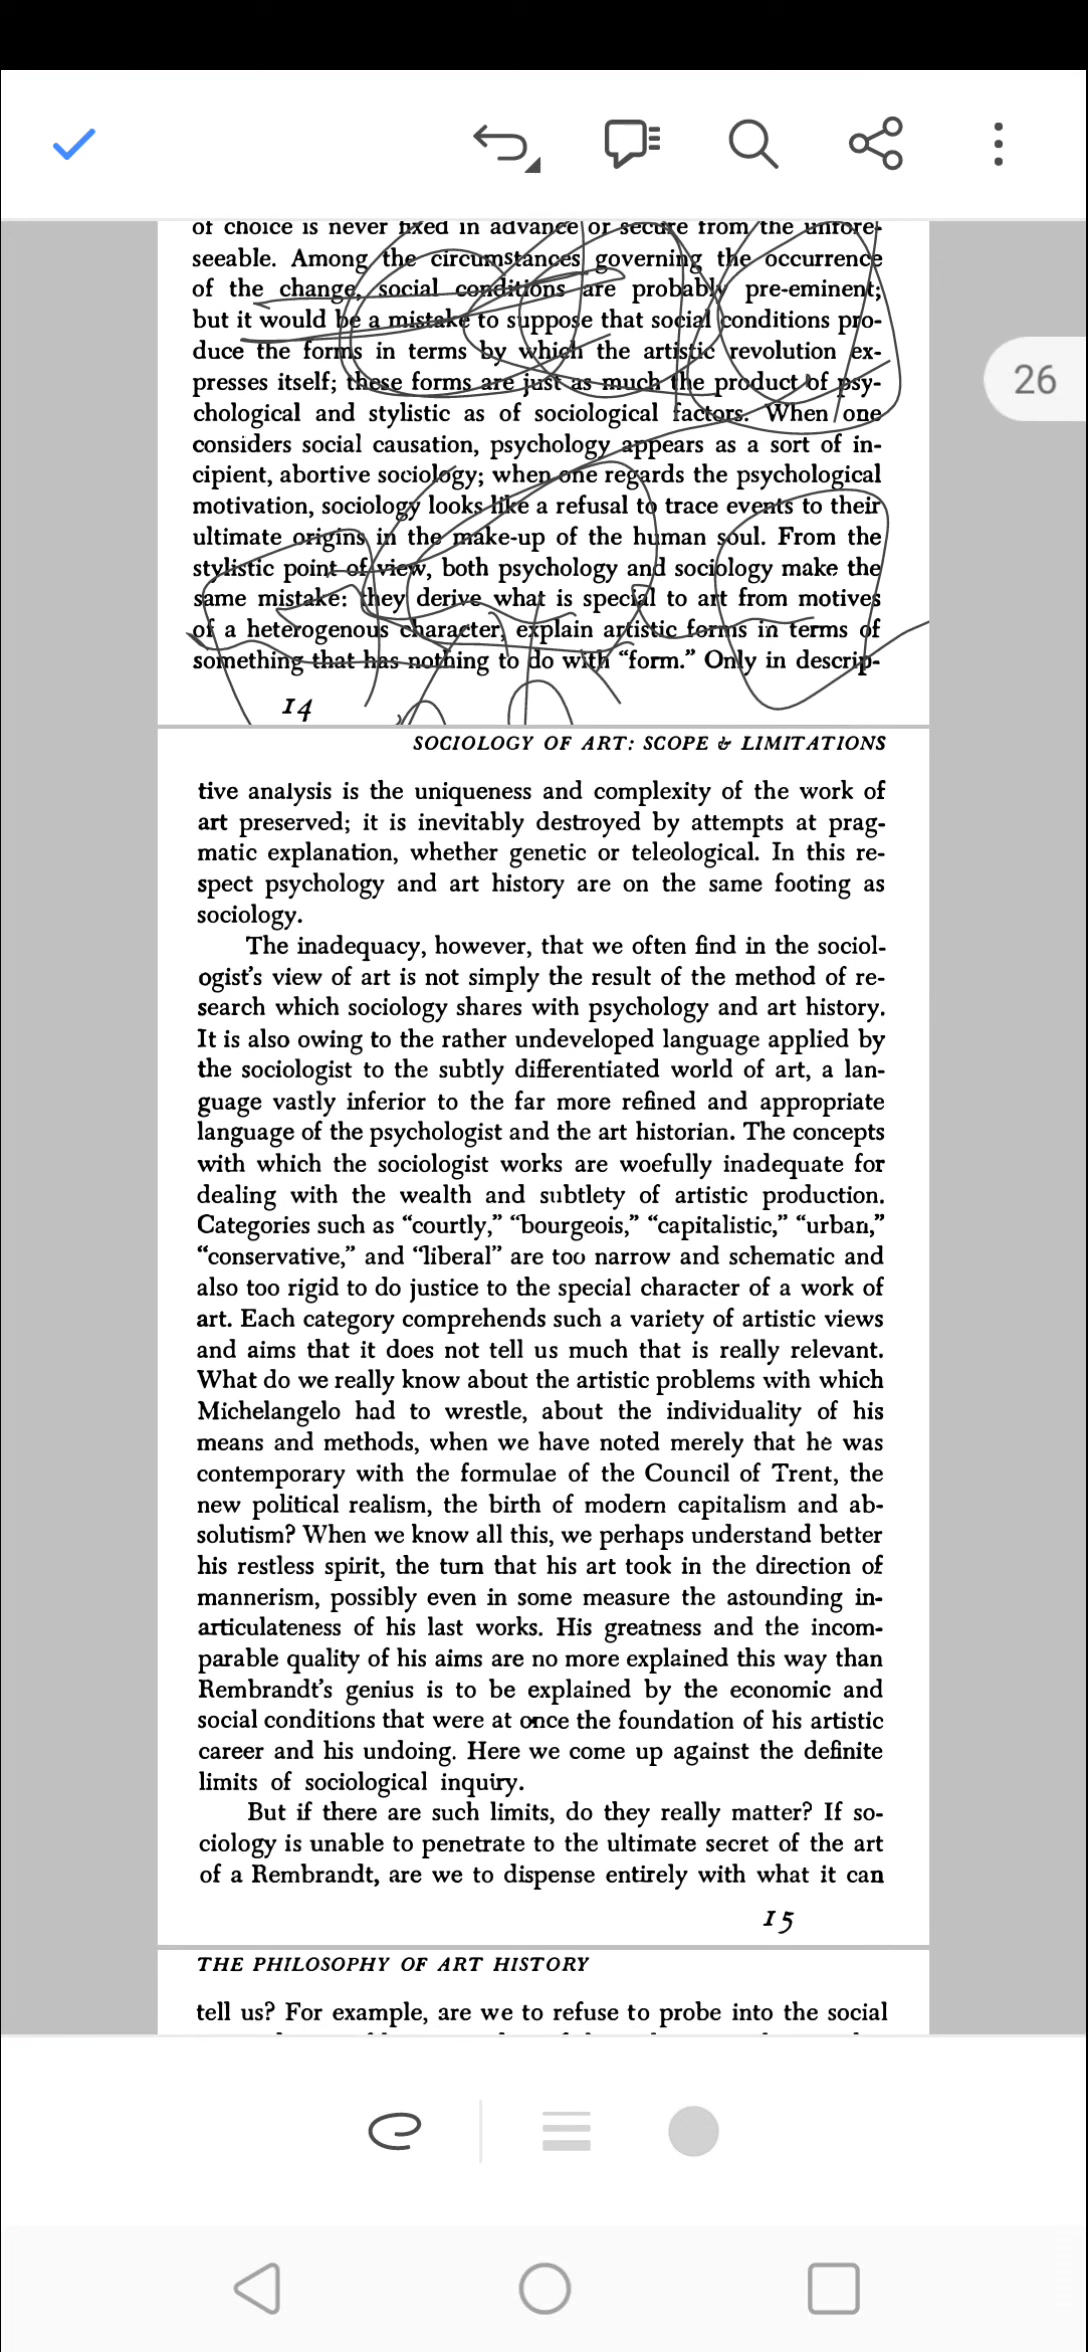 of choice is never fixed in advance or secure from the unfore-
seeable. Among the circumstances governing the occurrence
of the change, social conditions are probably pre-eminent;
but it would be a mistake to suppose that social conditions pro-
duce the forms in terms by which the artistic revolution ex-
presses itself; these forms are just as much the product of psy-
chological and stylistic as of sociological factors. When one
considers social causation, psychology appears as a sort of in-
cipient, abortive sociology; when one regards the psychological
motivation, sociology looks like a refusal to trace events to their
ultimate origins in the make-up of the human soul. From the
stylistic point of view, both psychology and sociology make the
same mistake: they derive what is special to art from motives
of a heterogenous character, explain artistic forms in terms of
something that has nothing to do with “form.” Only in descrip-
14
26
SOCIOLOGY OF ART: SCOPE & LIMITATIONS
tive analysis is the uniqueness and complexity of the work of
art preserved; it is inevitably destroyed by attempts at prag-
matic explanation, whether genetic or teleological. In this re-
spect psychology and art history are on the same footing as
sociology.
The inadequacy, however, that we often find in the sociol-
ogist’s view of art is not simply the result of the method of re-
search which sociology shares with psychology and art history.
It is also owing to the rather undeveloped language applied by
the sociologist to the subtly differentiated world of art, a lan-
guage vastly inferior to the far more refined and appropriate
language of the psychologist and the art historian. The concepts
with which the sociologist works are woefully inadequate for
dealing with the wealth and subtlety of artistic production.
Categories such as “courtly,” “bourgeois,” “capitalistic,” “urban,”
“conservative,” and “liberal” are too narrow and schematic and
also too rigid to do justice to the special character of a work of
art. Each category comprehends such a variety of artistic views
and aims that it does not tell us much that is really relevant.
What do we really know about the artistic problems with which
Michelangelo had to wrestle, about the individuality of his
means and methods, when we have noted merely that he was
contemporary with the formulae of the Council of Trent, the
new political realism, the birth of modern capitalism and ab-
solutism? When we know all this, we perhaps understand better
his restless spirit, the turn that his art took in the direction of
mannerism, possibly even in some measure the astounding in-
articulateness of his last works. His greatness and the incom-
parable quality of his aims are no more explained this way than
Rembrandt’s genius is to be explained by the economic and
social conditions that were at once the foundation of his artistic
career and his undoing. Here we come up against the definite
limits of sociological inquiry.
But if there are such limits, do they really matter? If so-
ciology is unable to penetrate to the ultimate secret of the art
of a Rembrandt, are we to dispense entirely with what it can
15
THE PHILOSOPHY OF ART HISTORY
tell us? For example, are we to refuse to probe into the social